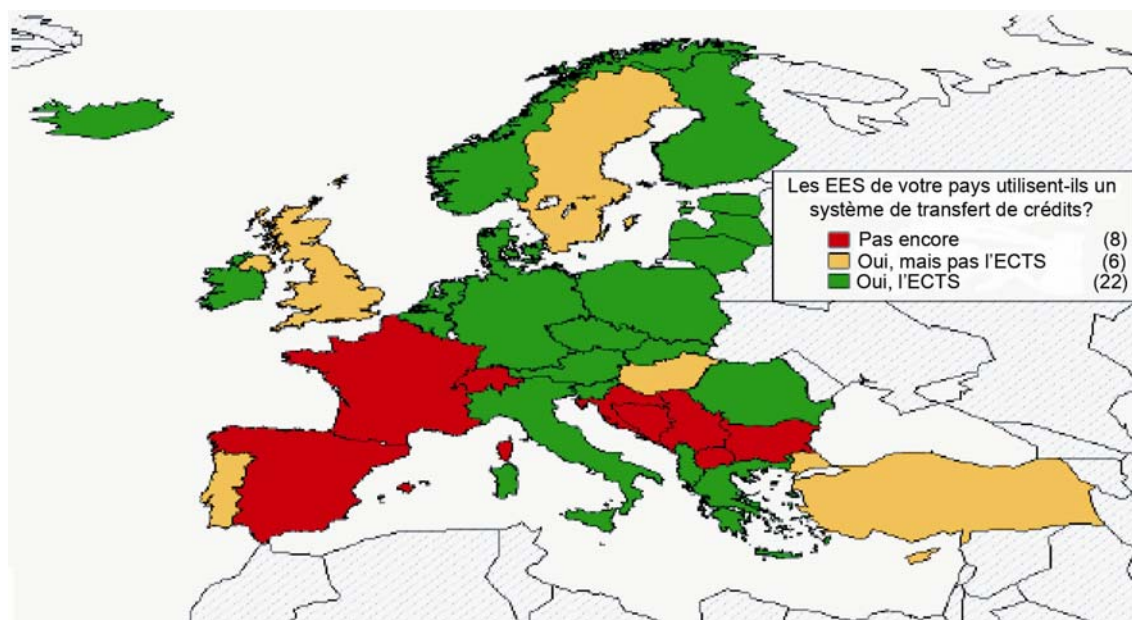 Les EES de votre pays utilisent-ils un
système de transfert de crédits?
Pas encore (8)
Oui, mais pas l'ECTS (6)
Oui, l'ECTS (22)